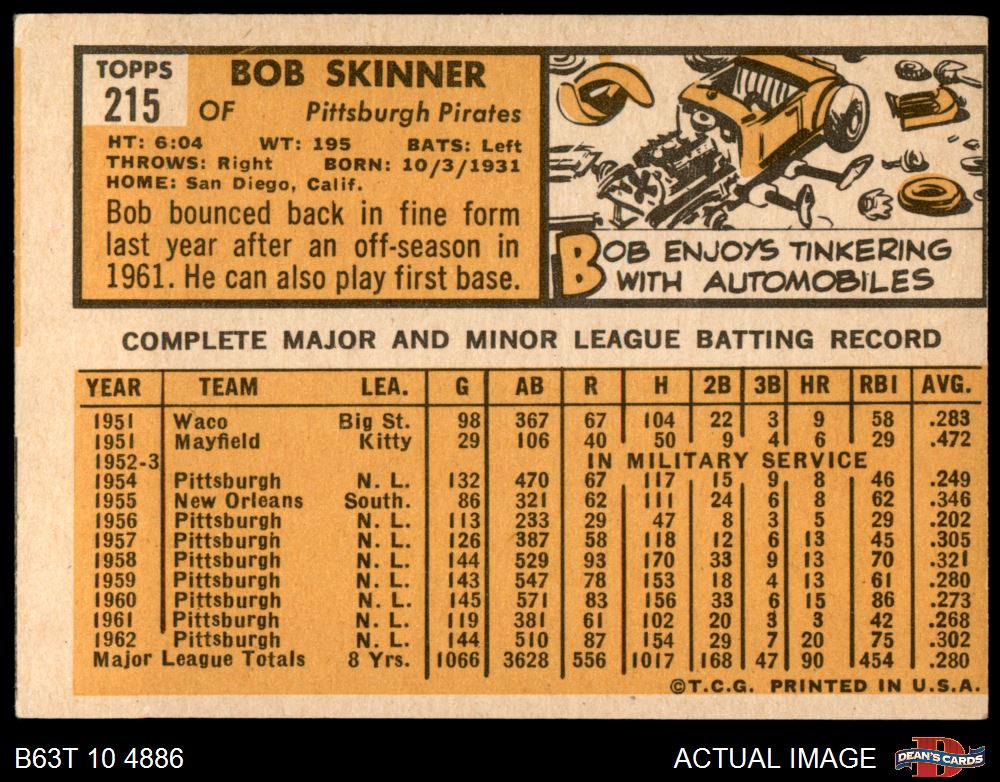 TOPPS
215
BOB SKINNER
OF Pittsburgh Pirates
HT: 6:04 WT: 195 BATS: Left
THROWS: Right BORN: 10/3/1931
HOME: San Diego, Calif.
Bob bounced back in fine form
last year after an off-season in
1961. He can also play first base.
BOB ENJOYS TINKERING
WITH AUTOMOBILES
COMPLETE MAJOR AND MINOR LEAGUE BATTING RECORD
YEAR TEAM LEA. G AB R H 2B 3B HR RBI AVG.
1951 Waco Big St. 98 367 67 104 22 3 9 58 .283
1951 Mayfield Kitty 29 106 40 50 9 4 6 29 .472
1952-3 IN MILITARY SERVICE
1954 Pittsburgh N. L. 132 470 67 117 15 9 8 46 .249
1955 New Orleans South. 86 321 62 111 24 6 8 62 .346
1956 Pittsburgh N. L. 113 233 29 47 8 3 5 29 .202
1957 Pittsburgh N. L. 126 387 58 118 12 6 13 45 .305
1958 Pittsburgh N. L. 144 529 93 170 33 9 13 70 .321
1959 Pittsburgh N. L. 143 547 78 153 18 4 13 61 .280
1960 Pittsburgh N. L. 145 571 83 156 33 6 15 86 .273
1961 Pittsburgh N. L. 119 381 61 102 20 3 3 42 .268
1962 Pittsburgh N. L. 144 510 87 154 29 7 20 75 .302
Major League Totals 8 Yrs. 1066 3628 556 1017 168 47 90 454 .280
©T.C.G. PRINTED IN U.S.A.
B63T 10 4886
ACTUAL IMAGE
DEAN'S CARDS